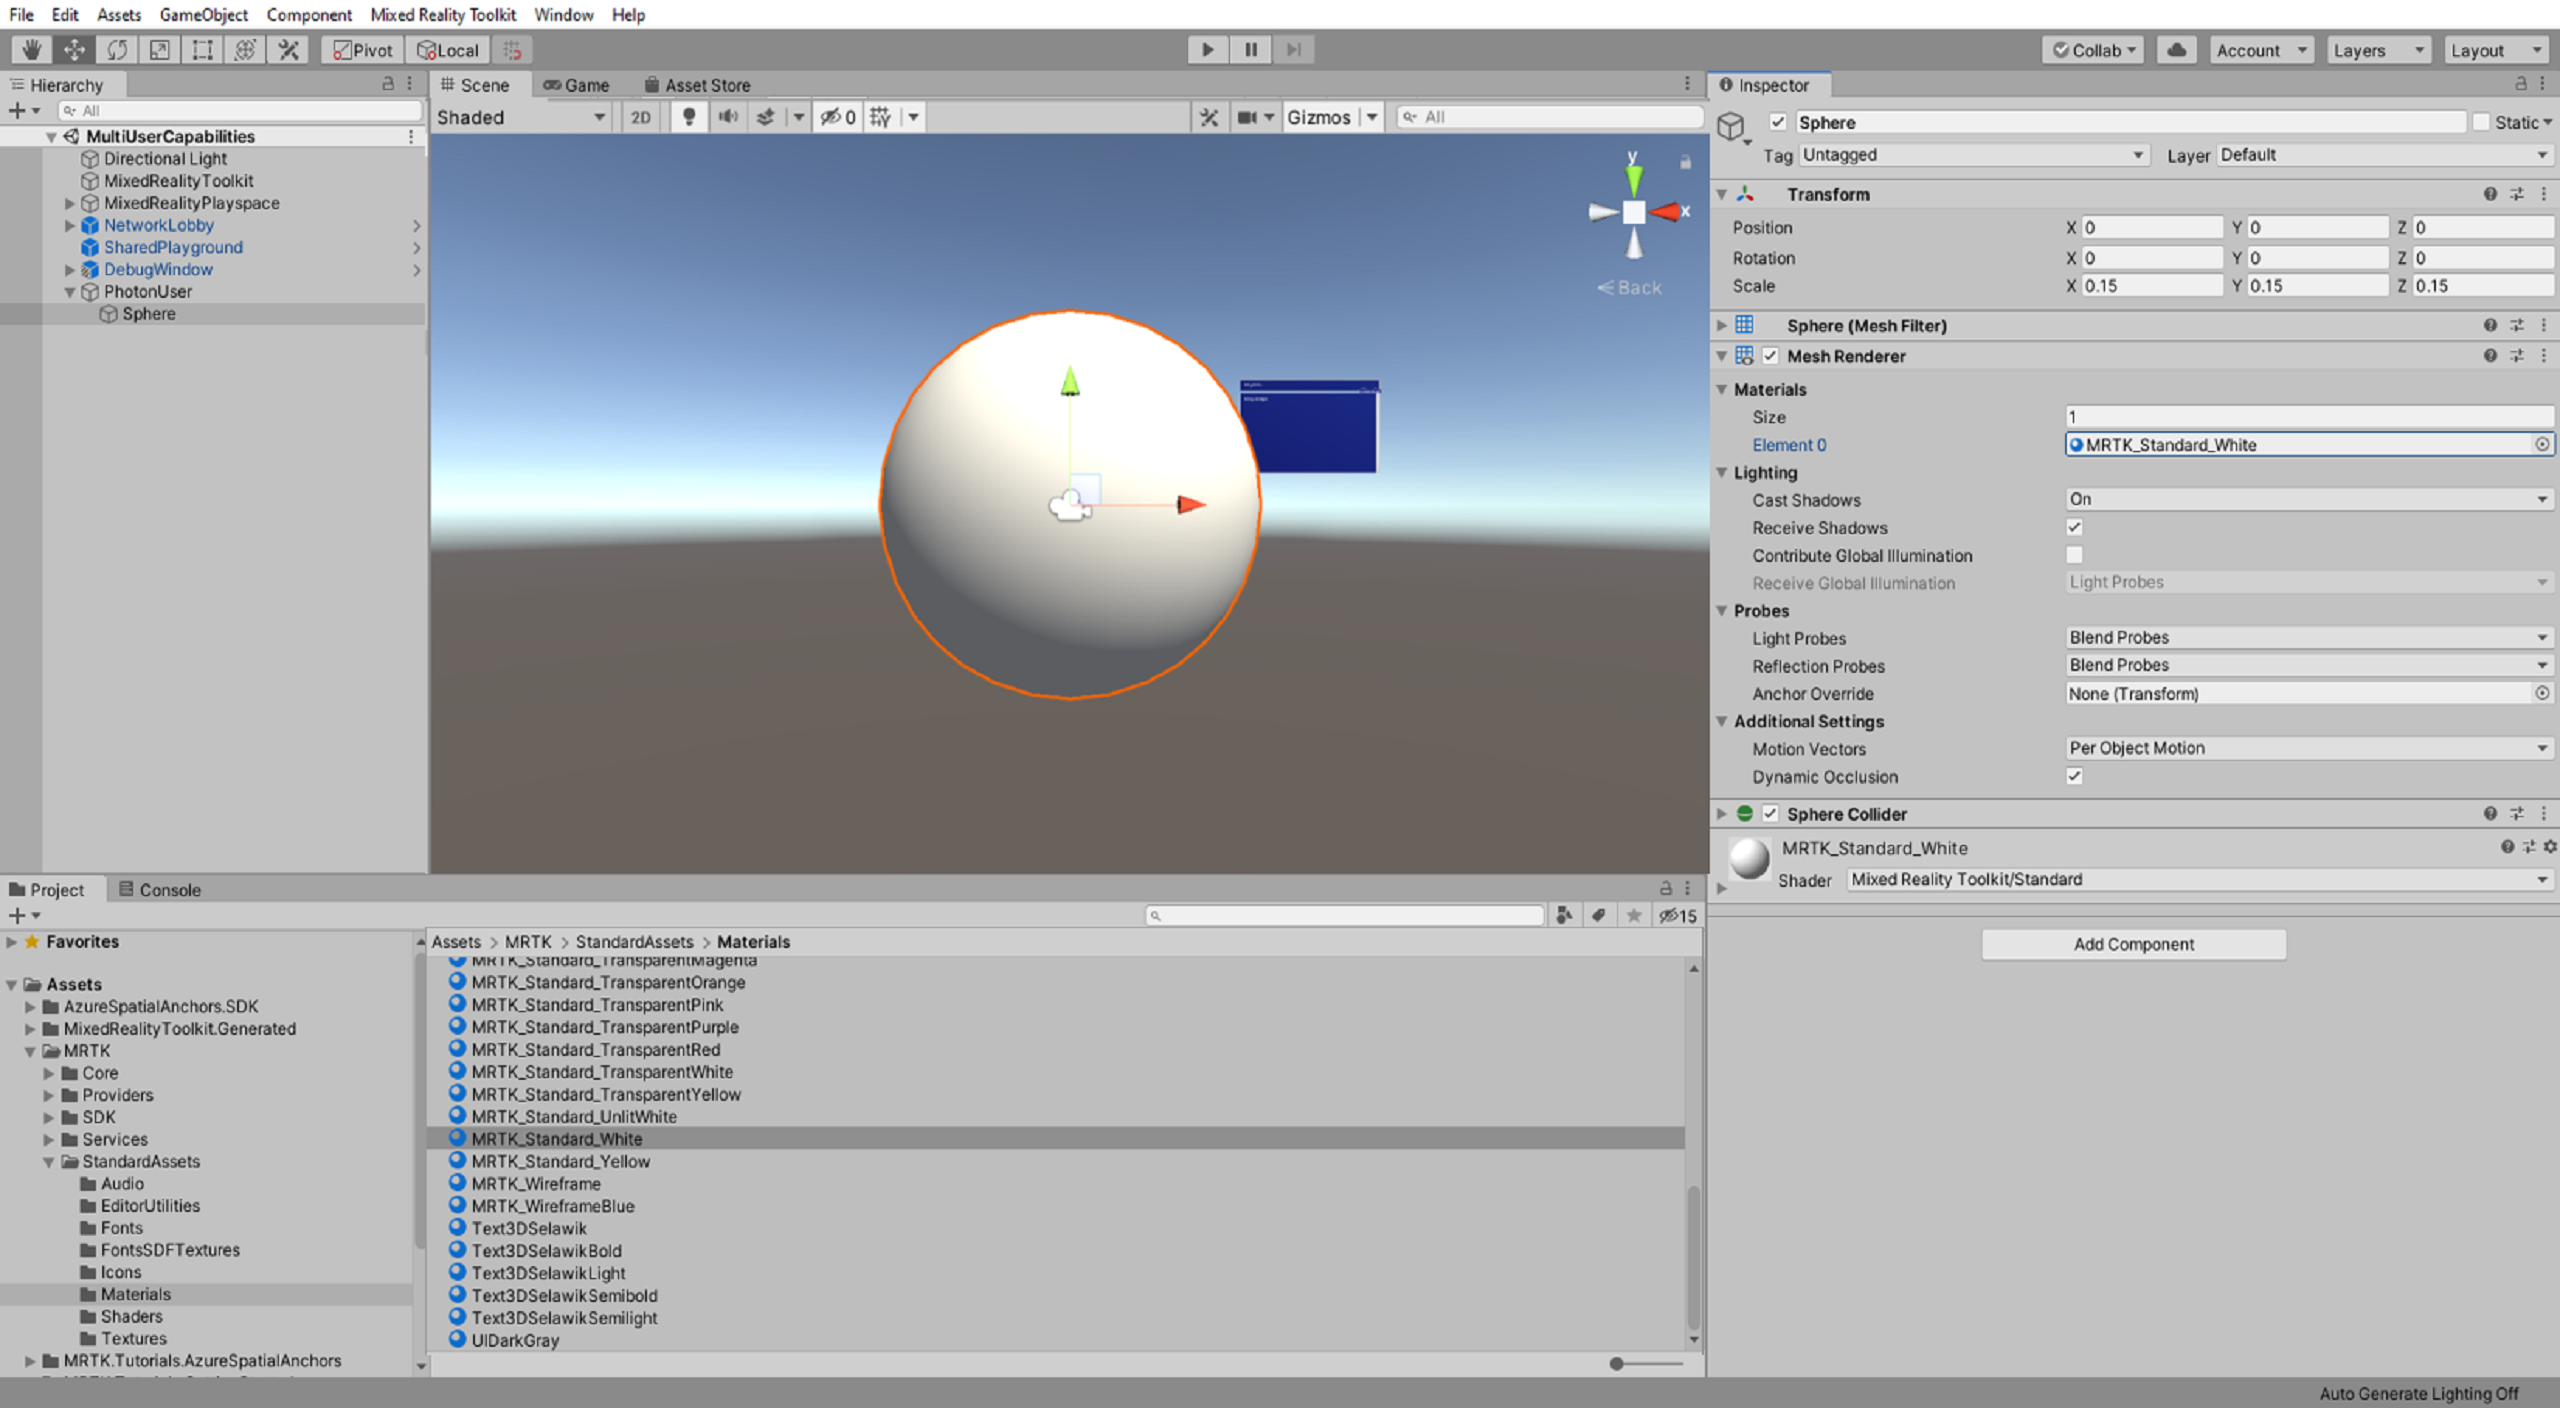 File Edit Assets GameObject Component Mixed Reality Toolkit Window Help
Pivot Local Collab Account Layers Layout
Hierarchy
All
MultiUserCapabilities
Directional Light
MixedRealityToolkit
MixedRealityPlayspace
NetworkLobby
SharedPlayground
DebugWindow
PhotonUser
Sphere
Scene Game Asset Store
Shaded 2D 0 Gizmos All
y
x
Back
Inspector
Sphere Static
Tag Untagged Layer Default
Transform
Position X 0 Y 0 Z 0
Rotation X 0 Y 0 Z 0
Scale X 0.15 Y 0.15 Z 0.15
Sphere (Mesh Filter)
Mesh Renderer
Materials
Size 1
Element 0 MRTK_Standard_White
Lighting
Cast Shadows On
Receive Shadows
Contribute Global Illumination
Receive Global Illumination Light Probes
Probes
Light Probes Blend Probes
Reflection Probes Blend Probes
Anchor Override None (Transform)
Additional Settings
Motion Vectors Per Object Motion
Dynamic Occlusion
Sphere Collider
MRTK_Standard_White
Shader Mixed Reality Toolkit/Standard
Add Component
Project Console
15
Favorites
Assets
AzureSpatialAnchors.SDK
MixedRealityToolkit.Generated
MRTK
Core
Providers
SDK
Services
StandardAssets
Audio
EditorUtilities
Fonts
FontsSDFTextures
Icons
Materials
Shaders
Textures
MRTK.Tutorials.AzureSpatialAnchors
Assets > MRTK > StandardAssets > Materials
MRTK_Standard_TransparentMagenta
MRTK_Standard_TransparentOrange
MRTK_Standard_TransparentPink
MRTK_Standard_TransparentPurple
MRTK_Standard_TransparentRed
MRTK_Standard_TransparentWhite
MRTK_Standard_TransparentYellow
MRTK_Standard_UnlitWhite
MRTK_Standard_White
MRTK_Standard_Yellow
MRTK_Wireframe
MRTK_WireframeBlue
Text3DSelawik
Text3DSelawikBold
Text3DSelawikLight
Text3DSelawikSemibold
Text3DSelawikSemilight
UIDarkGray
Auto Generate Lighting Off